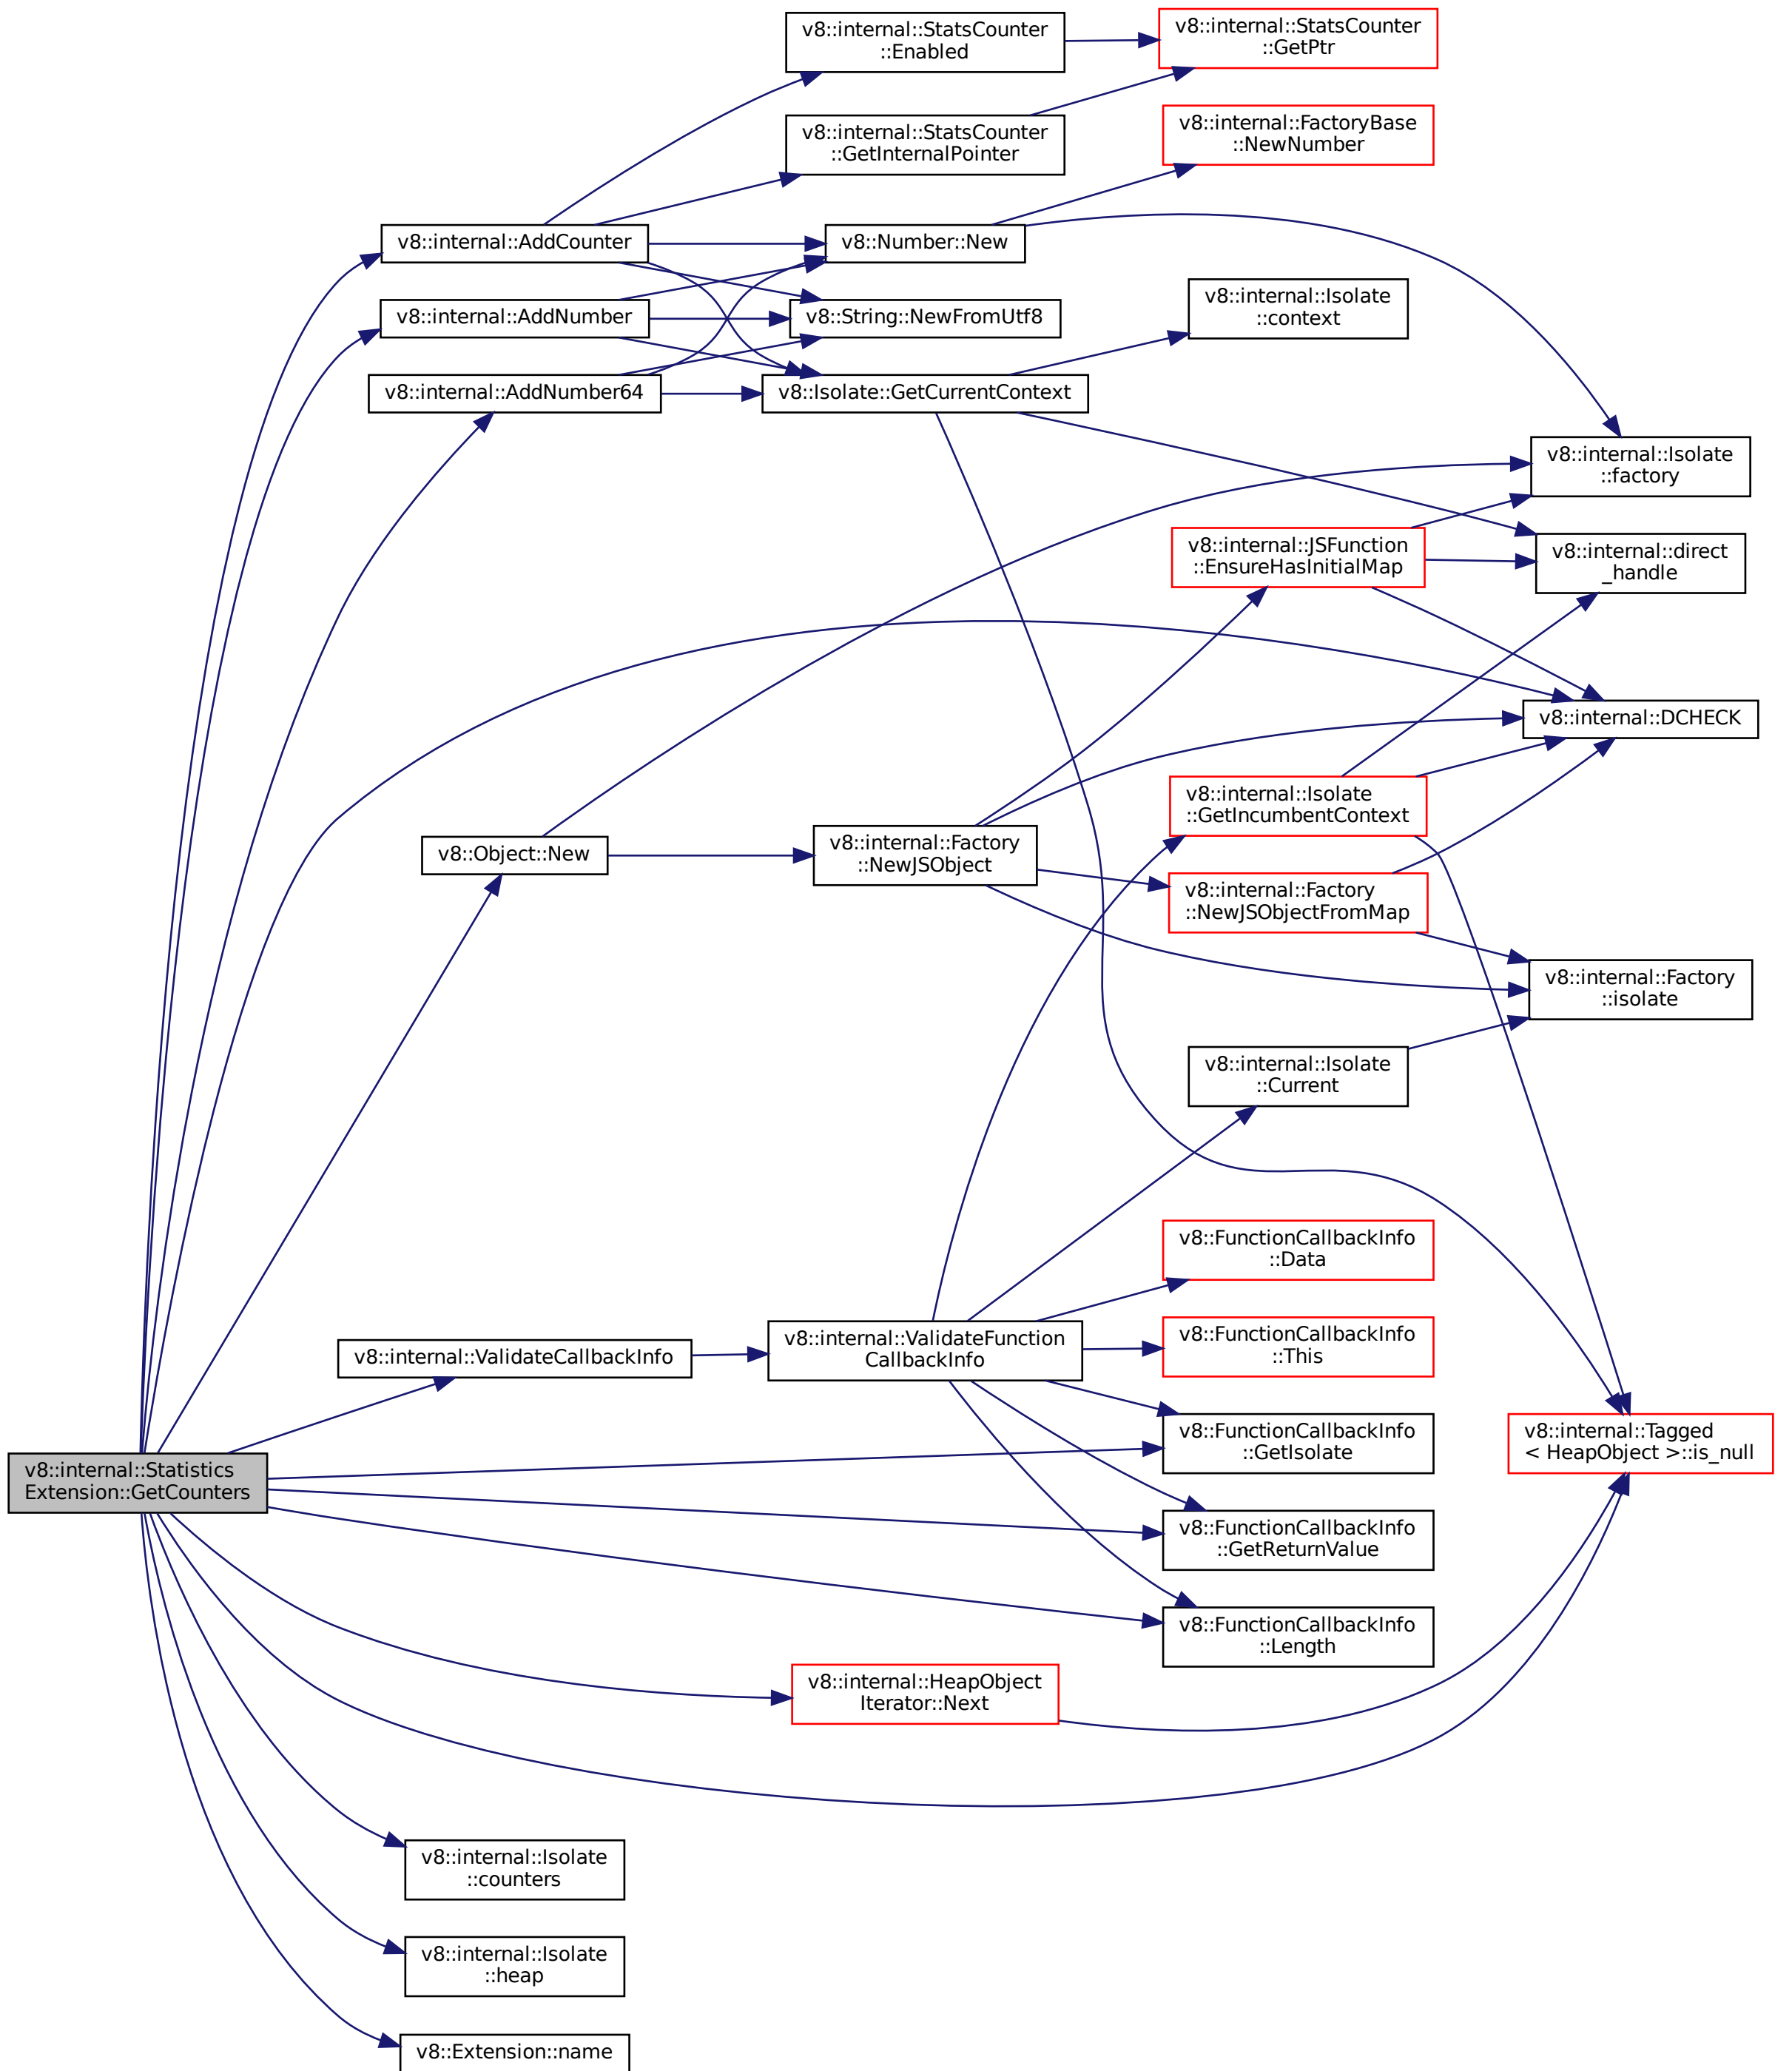 v8::internal::StatsCounter
::Enabled
v8::internal::StatsCounter
::GetPtr
v8::internal::StatsCounter
::GetInternalPointer
v8::internal::FactoryBase
::NewNumber
v8::internal::AddCounter
v8::Number::New
v8::internal::AddNumber
v8::String::NewFromUtf8
v8::internal::Isolate
::context
v8::internal::AddNumber64
v8::Isolate::GetCurrentContext
v8::internal::Isolate
::factory
v8::internal::JSFunction
::EnsureHasInitialMap
v8::internal::direct
_handle
v8::internal::DCHECK
v8::internal::Isolate
::GetIncumbentContext
v8::Object::New
v8::internal::Factory
::NewJSObject
v8::internal::Factory
::NewJSObjectFromMap
v8::internal::Factory
::isolate
v8::internal::Isolate
::Current
v8::FunctionCallbackInfo
::Data
v8::internal::ValidateCallbackInfo
v8::internal::ValidateFunction
CallbackInfo
v8::FunctionCallbackInfo
::This
v8::internal::Statistics
Extension::GetCounters
v8::FunctionCallbackInfo
::GetIsolate
v8::internal::Tagged
< HeapObject >::is_null
v8::FunctionCallbackInfo
::GetReturnValue
v8::FunctionCallbackInfo
::Length
v8::internal::HeapObject
Iterator::Next
v8::internal::Isolate
::counters
v8::internal::Isolate
::heap
v8::Extension::name